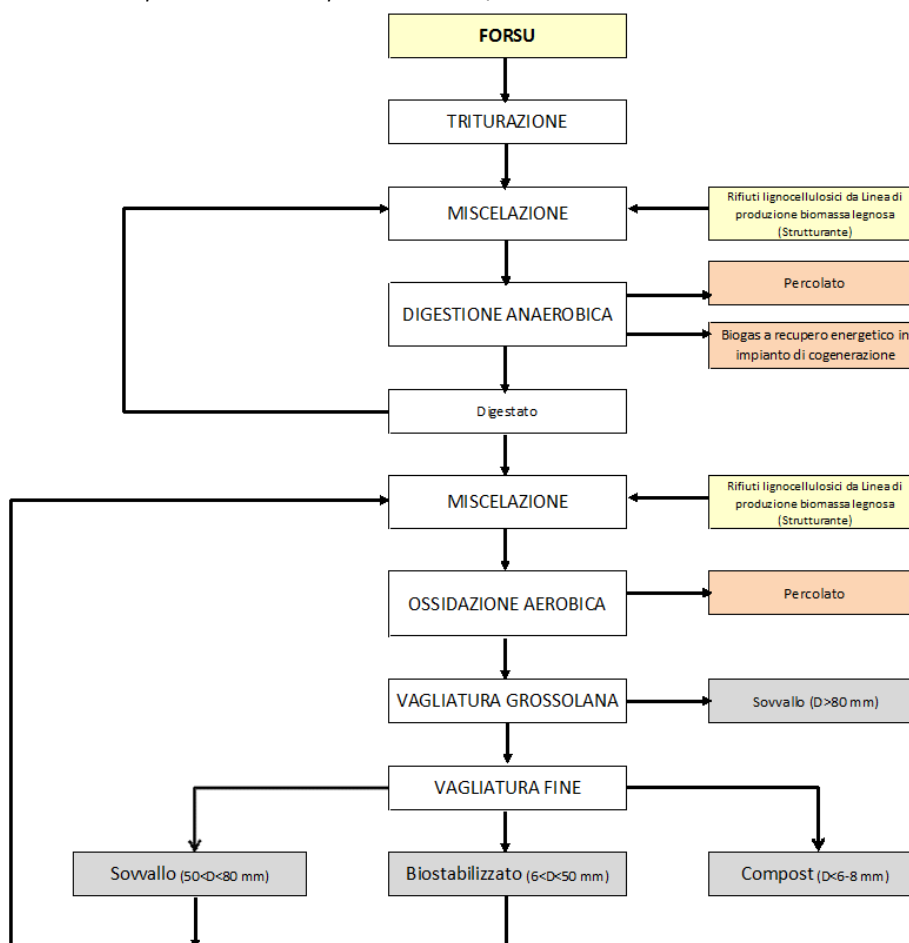 FORSU
TRITURAZIONE
MISCELAZIONE
Rifiuti lignocellulosici da Linea di
produzione biomassa legnosa
(Strutturante)
DIGESTIONE ANAEROBICA
Percolato
Biogas a recupero energetico in
impianto di cogenerazione
Digestato
MISCELAZIONE
Rifiuti lignocellulosici da Linea di
produzione biomassa legnosa
(Strutturante)
OSSIDAZIONE AEROBICA
Percolato
VAGLIATURA GROSSOLANA
Sovvallo (D>80 mm)
VAGLIATURA FINE
Sovvallo (50<D<80 mm)
Biostabilizzato (6<D<50 mm)
Compost (D<6-8 mm)